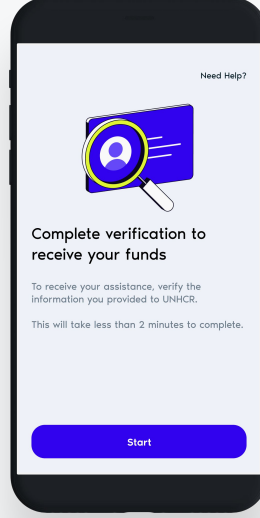 Need Help?
Complete verification to
receive your funds
To receive your assistance, verify the
information you provided to UNHCR.
This will take less than 2 minutes to complete.
Start